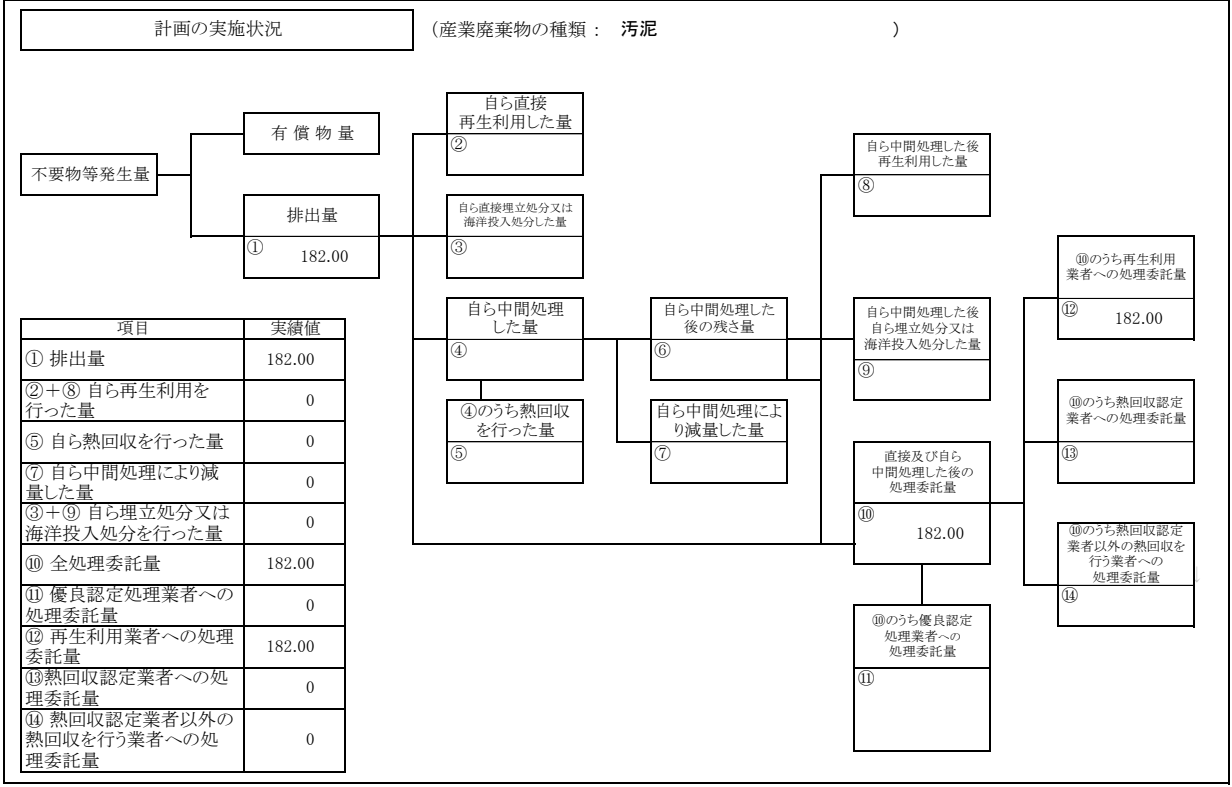 計画の実施状況
（産業廃棄物の種類： 汚泥 ）
不要物等発生量
有 償 物 量
排出量
① 182.00
自ら直接
再生利用した量
②
自ら直接埋立処分又は
海洋投入処分した量
③
自ら中間処理
した量
④
④のうち熱回収
を行った量
⑤
自ら中間処理した
後の残さ量
⑥
自ら中間処理によ
り減量した量
⑦
自ら中間処理した後
再生利用した量
⑧
自ら中間処理した後
自ら埋立処分又は
海洋投入処分した量
⑨
直接及び自ら
中間処理した後の
処理委託量
⑩
182.00
⑩のうち優良認定
処理業者への
処理委託量
⑪
⑩のうち再生利用
業者への処理委託量
⑫ 182.00
⑩のうち熱回収認定
業者への処理委託量
⑬
⑩のうち熱回収認定
業者以外の熱回収を
行う業者への
処理委託量
⑭
項目 実績値
① 排出量 182.00
②＋⑧ 自ら再生利用を
行った量 0
⑤ 自ら熱回収を行った量 0
⑦ 自ら中間処理により減
量した量 0
③＋⑨ 自ら埋立処分又は
海洋投入処分を行った量 0
⑩ 全処理委託量 182.00
⑪ 優良認定処理業者への
処理委託量 0
⑫ 再生利用業者への処理
委託量 182.00
⑬熱回収認定業者への処
理委託量 0
⑭ 熱回収認定業者以外の
熱回収を行う業者への処
理委託量 0